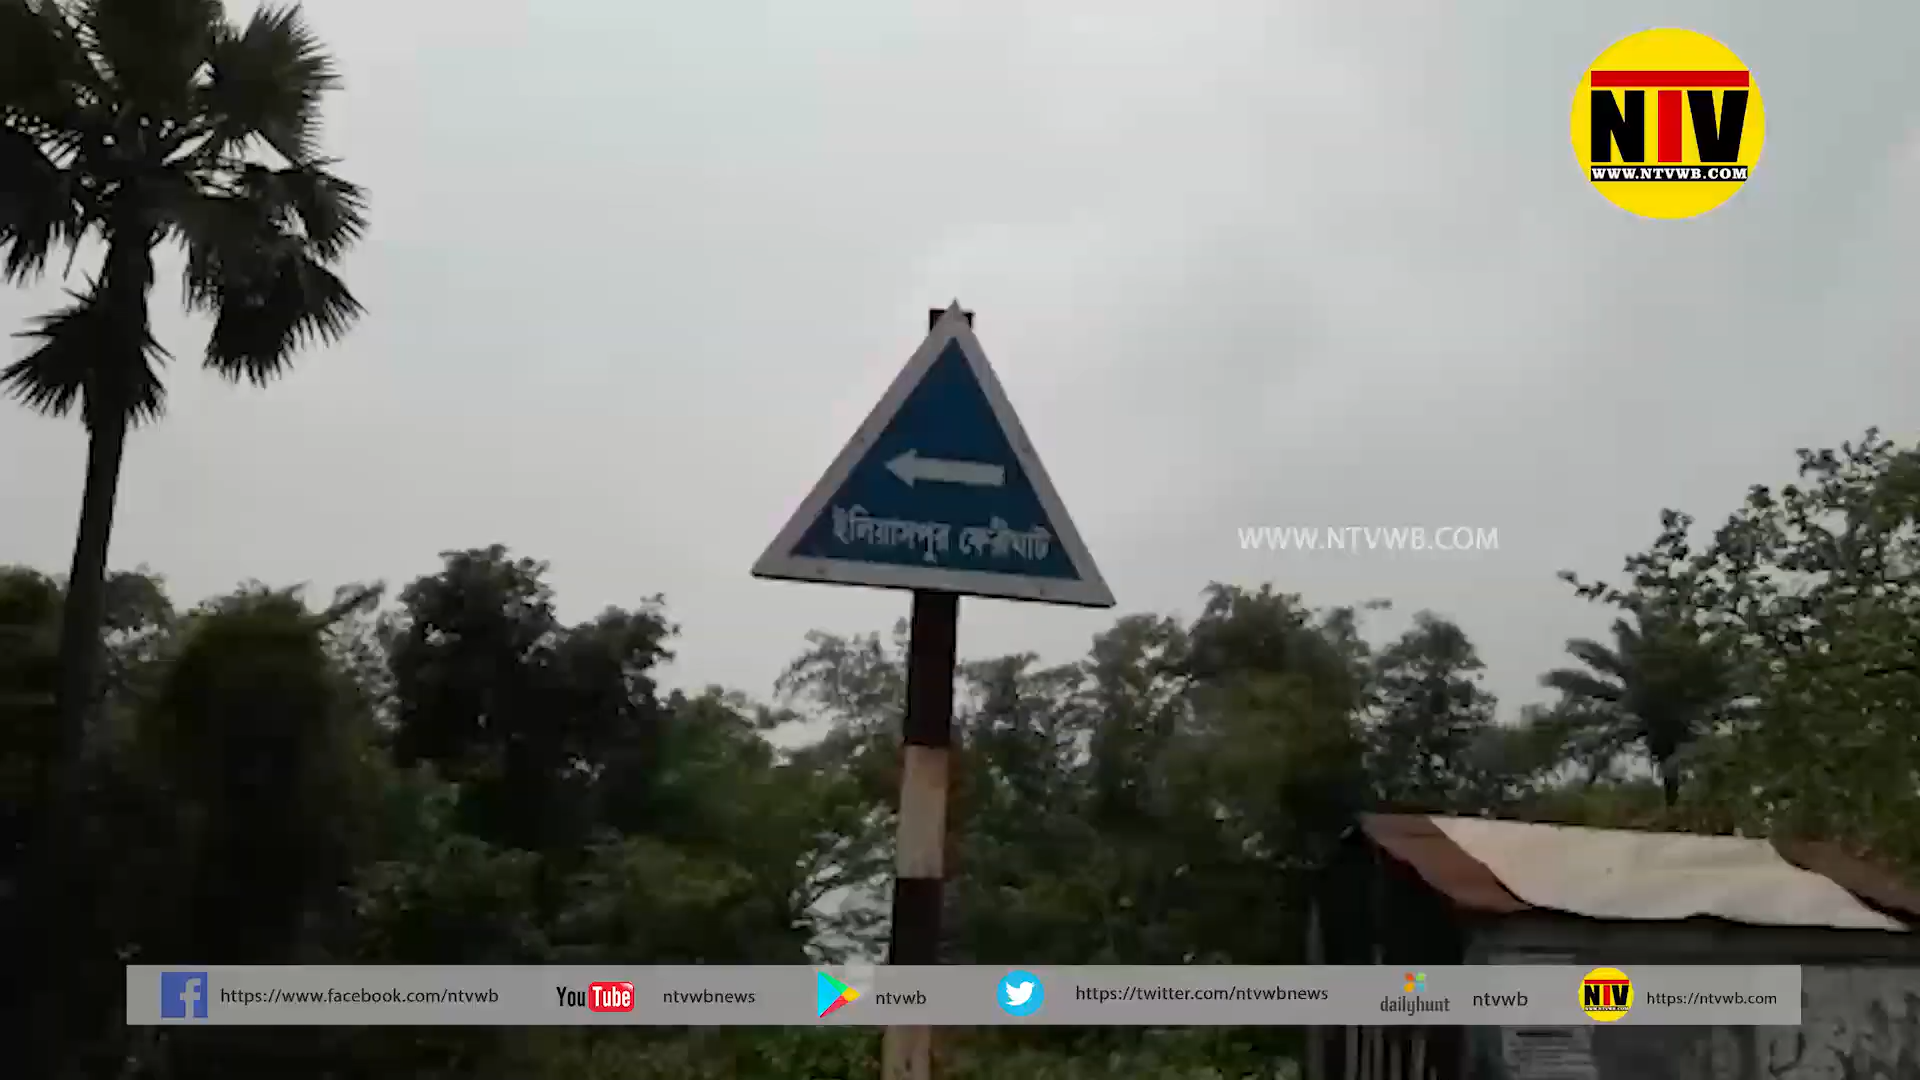 NTV
WWW.NTVWB.COM
ইলিয়াসপুর ফেরীঘাট
WWW.NTVWB.COM
https://www.facebook.com/ntvwb
YouTube
ntvwbnews
ntvwb
https://twitter.com/ntvwbnews
dailyhunt
ntvwb
NTV
https://ntvwb.com